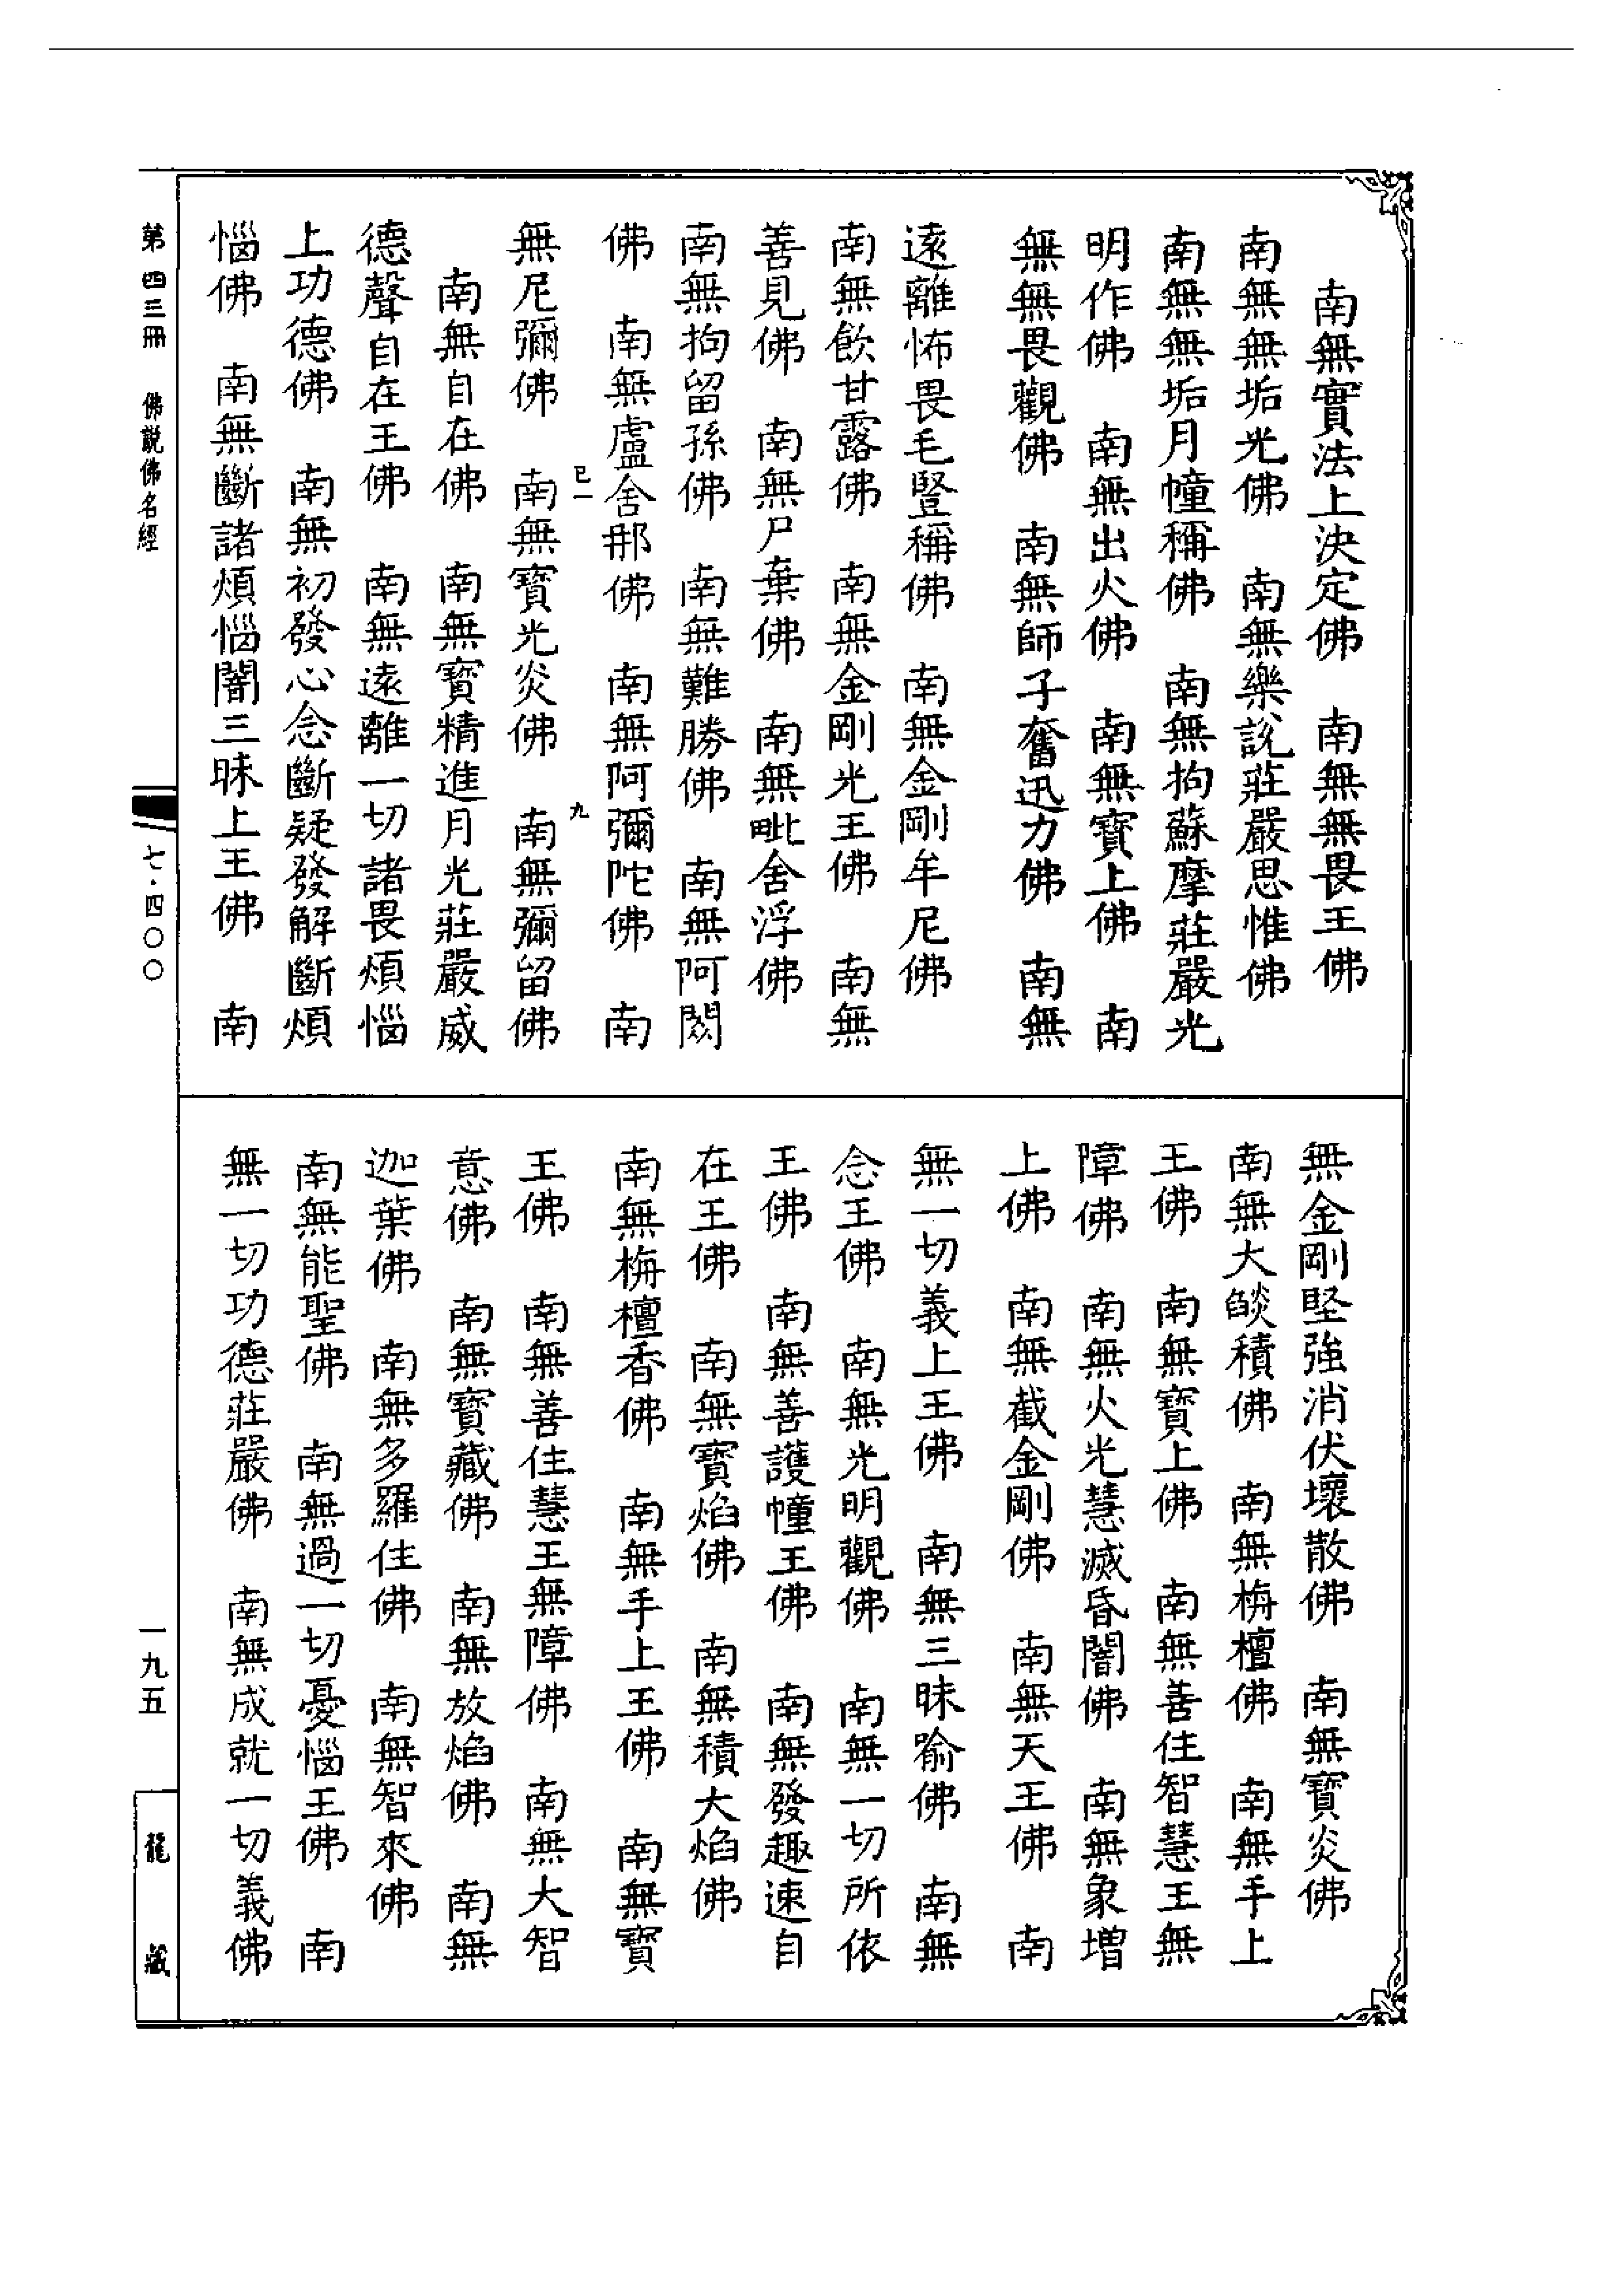 南無實法上決定佛　南無無畏王佛
南無無垢光佛　南無樂說莊嚴思惟佛
南無無垢月幢稱佛　南無拘蘇摩莊嚴光
明作佛　南無出火佛　南無寶上佛　南
無無畏觀佛　南無師子奮迅力佛　南無
遠離怖畏毛豎稱佛　南無金剛牟尼佛
南無飲甘露佛　南無金剛光王佛　南無
善見佛　南無尸棄佛　南無毗舍浮佛
南無拘留孫佛　南無難勝佛　南無阿閦
佛　南無盧舍那佛　南無阿彌陀佛　南
無尼彌佛　南無寶光炎佛　南無彌留佛
南無自在佛　南無寶精進月光莊嚴威
德聲自在王佛　南無遠離一切諸畏煩惱
上功德佛　南無初發心念斷疑發解斷煩
惱佛　南無斷諸煩惱闇三昧上王佛　南
無金剛堅強消伏壞散佛　南無寶炎佛
南無大燄積佛　南無栴檀佛　南無手上
王佛　南無寶上佛　南無善住智慧王無
障佛　南無火光慧滅昏闇佛　南無象增
上佛　南無截金剛佛　南無天王佛　南
無一切義上王佛　南無三昧喻佛　南無
念王佛　南無光明觀佛　南無一切所依
王佛　南無善護幢王佛　南無發趣速自
在王佛　南無寶焰佛　南無積大焰佛
南無栴檀香佛　南無手上王佛　南無寶
王佛　南無善住慧王無障佛　南無大智
意佛　南無寶藏佛　南無放焰佛　南無
迦葉佛　南無多羅住佛　南無智來佛
南無能聖佛　南無過一切憂惱王佛　南
無一切功德莊嚴佛　南無成就一切義佛
巳一　九
第四三冊　佛說佛名經
七·四〇〇
一九五
龍藏